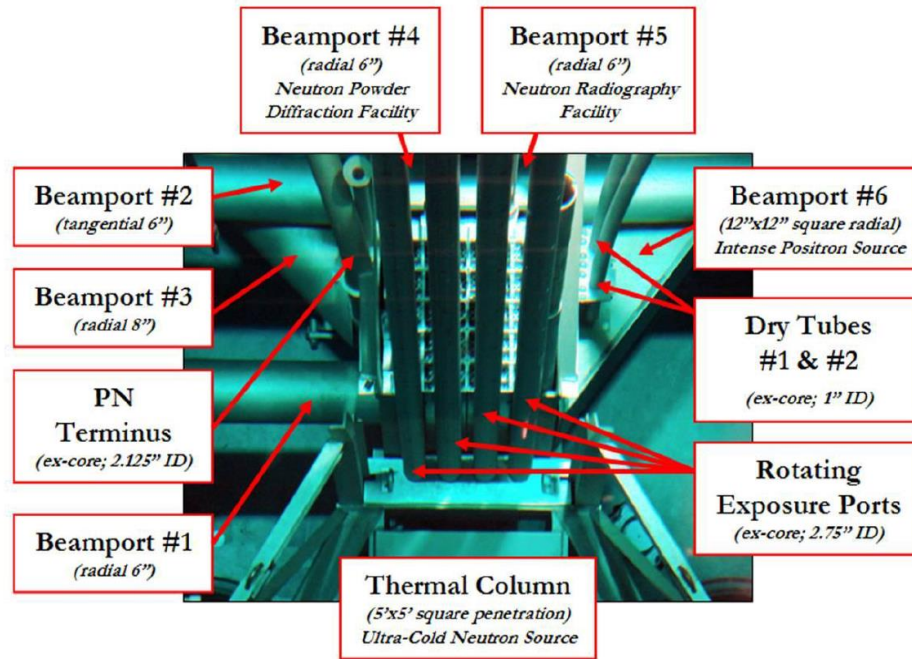 Beamport #4
(radial 6”)
Neutron Powder
Diffraction Facility
Beamport #5
(radial 6”)
Neutron Radiography
Facility
Beamport #2
(tangential 6”)
Beamport #3
(radial 8”)
PN
Terminus
(ex-core; 2.125” ID)
Beamport #1
(radial 6”)
Beamport #6
(12”x12” square radial)
Intense Positron Source
Dry Tubes
#1 & #2
(ex-core; 1” ID)
Rotating
Exposure Ports
(ex-core; 2.75” ID)
Thermal Column
(5’x5’ square penetration)
Ultra-Cold Neutron Source